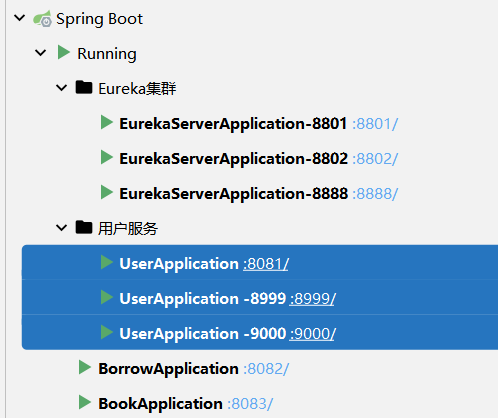 Spring Boot
Running
Eureka集群
EurekaServerApplication-8801 :8801/
EurekaServerApplication-8802 :8802/
EurekaServerApplication-8888 :8888/
用户服务
UserApplication :8081/
UserApplication -8999 :8999/
UserApplication -9000 :9000/
BorrowApplication :8082/
BookApplication :8083/